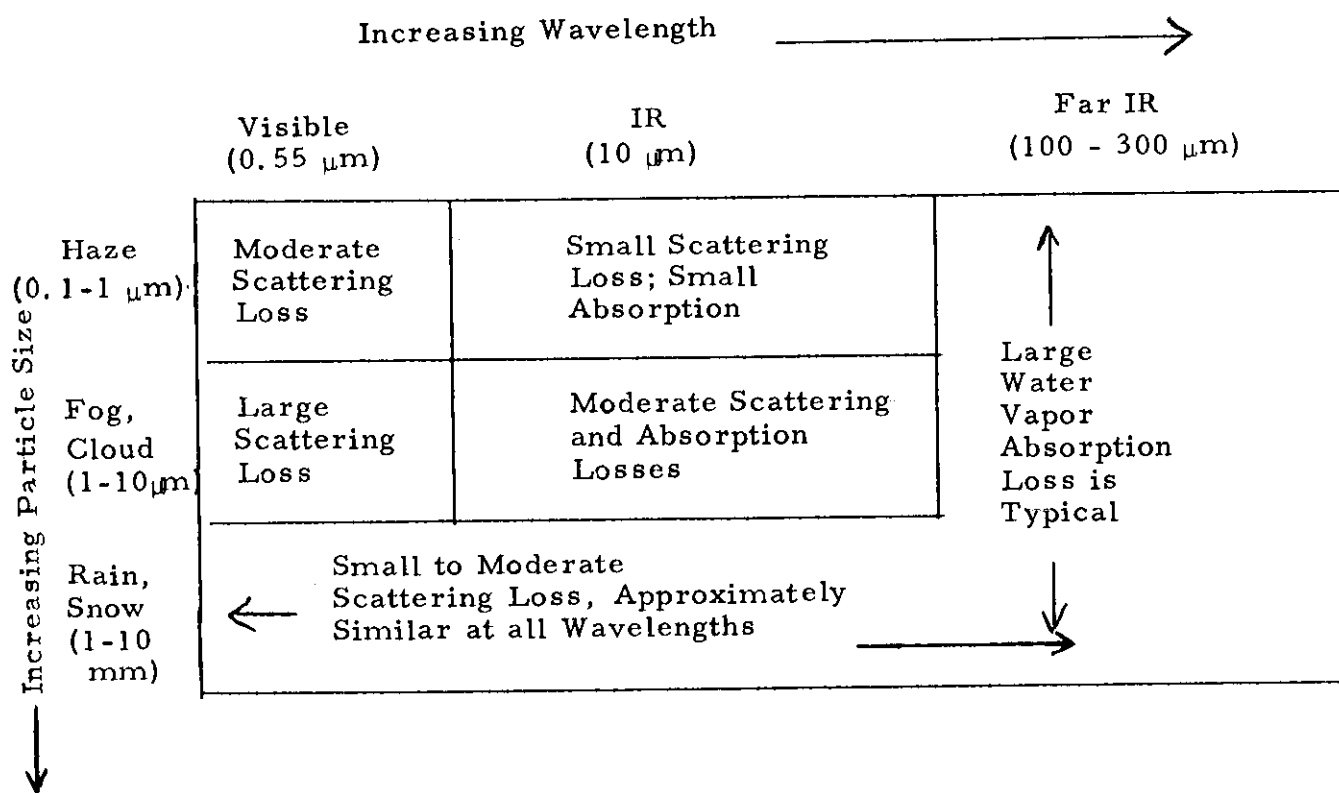 Increasing Wavelength
Visible
(0.55 μm)
IR
(10 μm)
Far IR
(100 - 300 μm)
Increasing Particle Size
Haze
(0.1-1 μm)
Moderate
Scattering
Loss
Small Scattering
Loss; Small
Absorption
Large
Water
Vapor
Absorption
Loss is
Typical
Fog,
Cloud
(1-10μm)
Large
Scattering
Loss
Moderate Scattering
and Absorption
Losses
Rain,
Snow
(1-10
mm)
Small to Moderate
Scattering Loss, Approximately
Similar at all Wavelengths